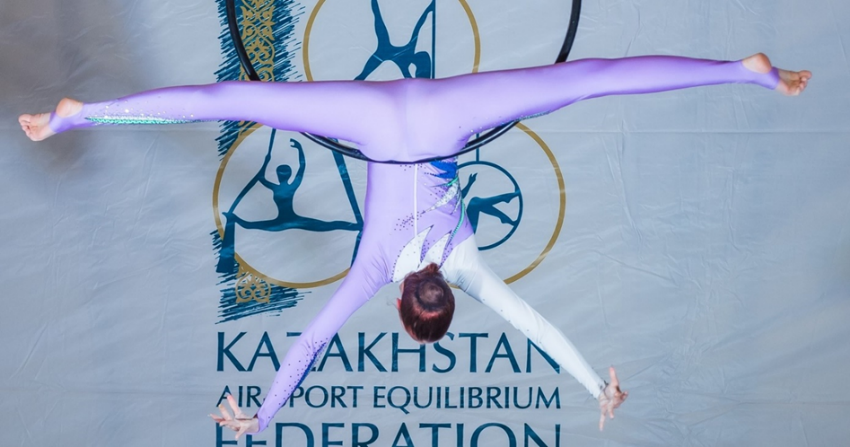 KAZAKHSTAN
AIR SPORT EQUILIBRIUM
FEDERATION